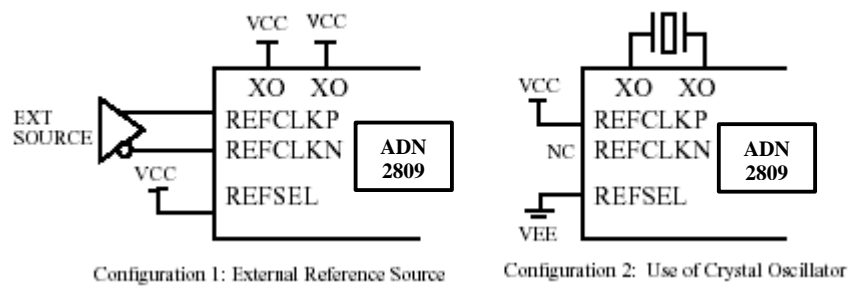 VCC VCC
XO XO
EXT
SOURCE
REFCLKP
REFCLKN
ADN
2809
VCC
REFSEL
Configuration 1: External Reference Source
XO XO
VCC
REFCLKP
NC REFCLKN
ADN
2809
REFSEL
VEE
Configuration 2: Use of Crystal Oscillator